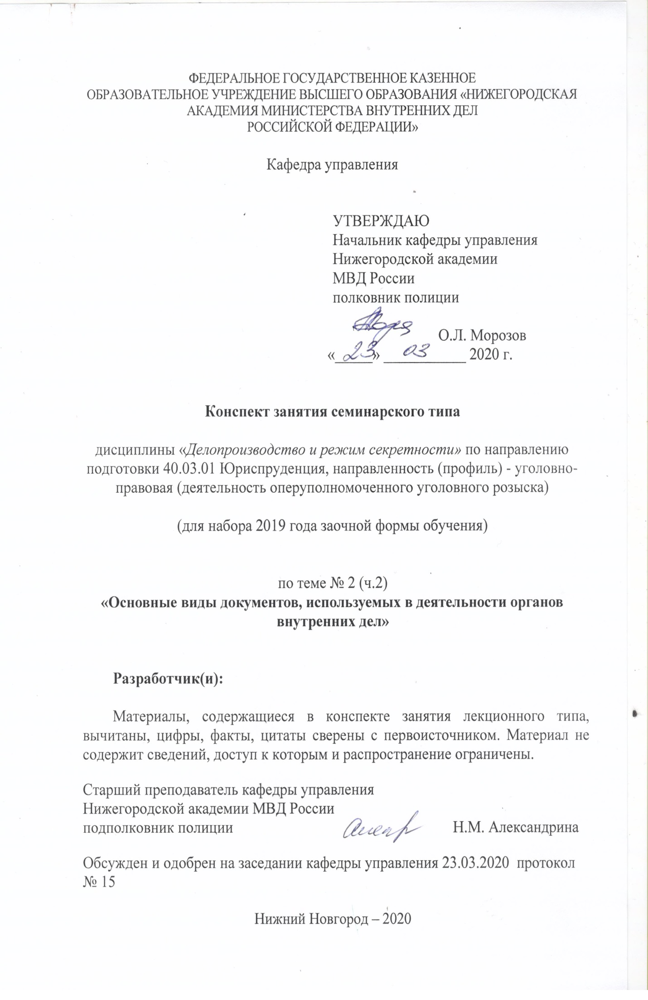 ФЕДЕРАЛЬНОЕ ГОСУДАРСТВЕННОЕ КАЗЕННОЕ
ОБРАЗОВАТЕЛЬНОЕ УЧРЕЖДЕНИЕ ВЫСШЕГО ОБРАЗОВАНИЯ «НИЖЕГОРОДСКАЯ
АКАДЕМИЯ МИНИСТЕРСТВА ВНУТРЕННИХ ДЕЛ
РОССИЙСКОЙ ФЕДЕРАЦИИ»
Кафедра управления
УТВЕРЖДАЮ
Начальник кафедры управления
Нижегородской академии
МВД России
полковник полиции
О.Л. Морозов
«23» 03 2020 г.
Конспект занятия семинарского типа
дисциплины «Делопроизводство и режим секретности» по направлению
подготовки 40.03.01 Юриспруденция, направленность (профиль) - уголовно-
правовая (деятельность оперуполномоченного уголовного розыска)
(для набора 2019 года заочной формы обучения)
по теме № 2 (ч.2)
«Основные виды документов, используемых в деятельности органов
внутренних дел»
Разработчик(и):
Материалы, содержащиеся в конспекте занятия лекционного типа,
вычитаны, цифры, факты, цитаты сверены с первоисточником. Материал не
содержит сведений, доступ к которым и распространение ограничены.
Старший преподаватель кафедры управления
Нижегородской академии МВД России
подполковник полиции Н.М. Александрина
Обсужден и одобрен на заседании кафедры управления 23.03.2020 протокол
№ 15
Нижний Новгород – 2020